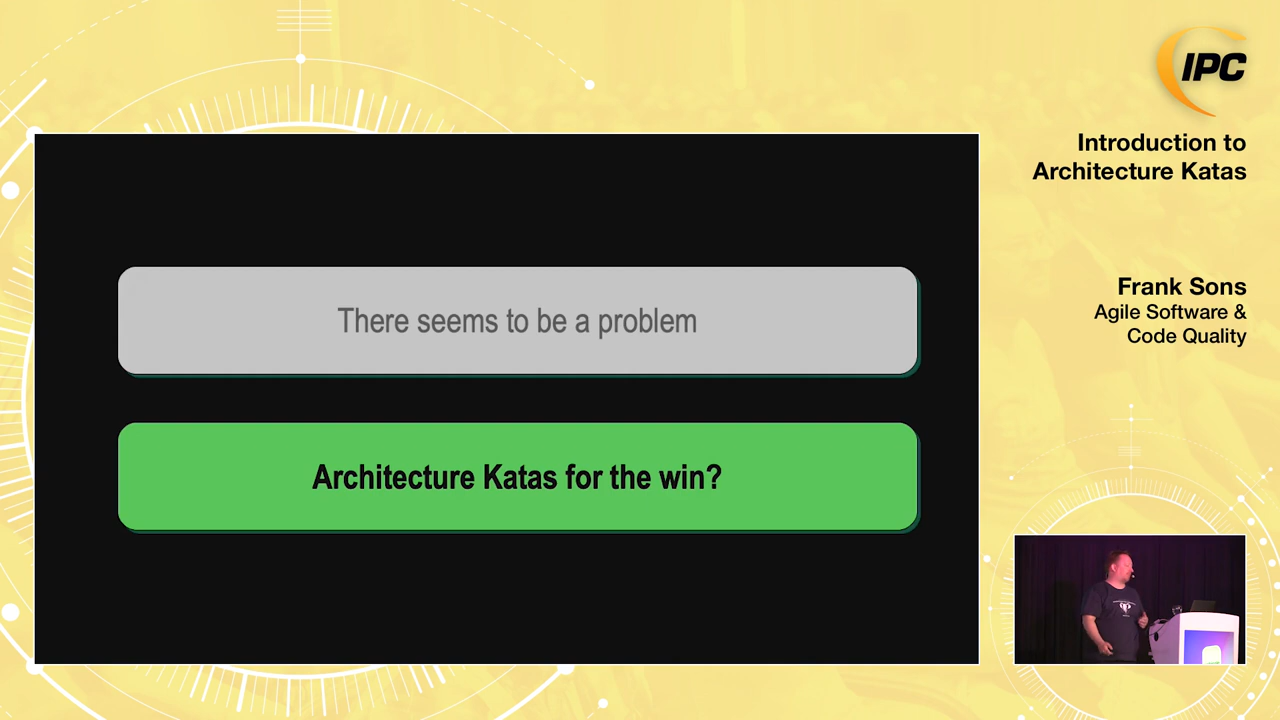 IPC
Introduction to
Architecture Katas
There seems to be a problem
Architecture Katas for the win?
Frank Sons
Agile Software &
Code Quality